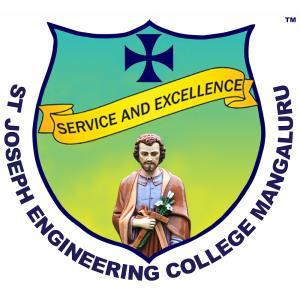 SERVICE AND EXCELLENCE
ST JOSEPH ENGINEERING COLLEGE MANGALURU
TM